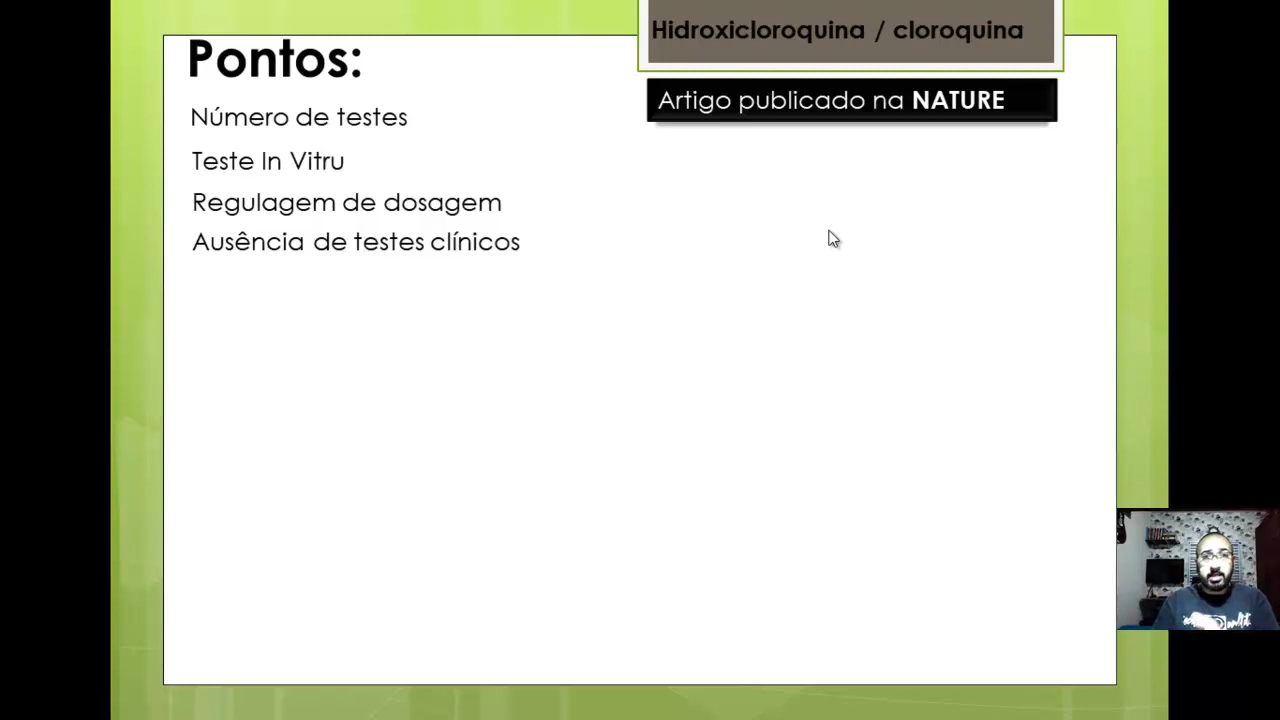 Hidroxicloroquina / cloroquina
Artigo publicado na NATURE
Pontos:
Número de testes
Teste In Vitru
Regulagem de dosagem
Ausência de testes clínicos